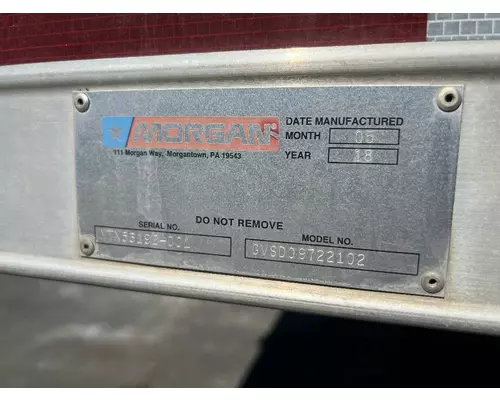 MORGAN
111 Morgan Way, Morgantown, PA 19543
DATE MANUFACTURED
MONTH 05
YEAR 18
DO NOT REMOVE
SERIAL NO.
MODEL NO.
GVSD09722102